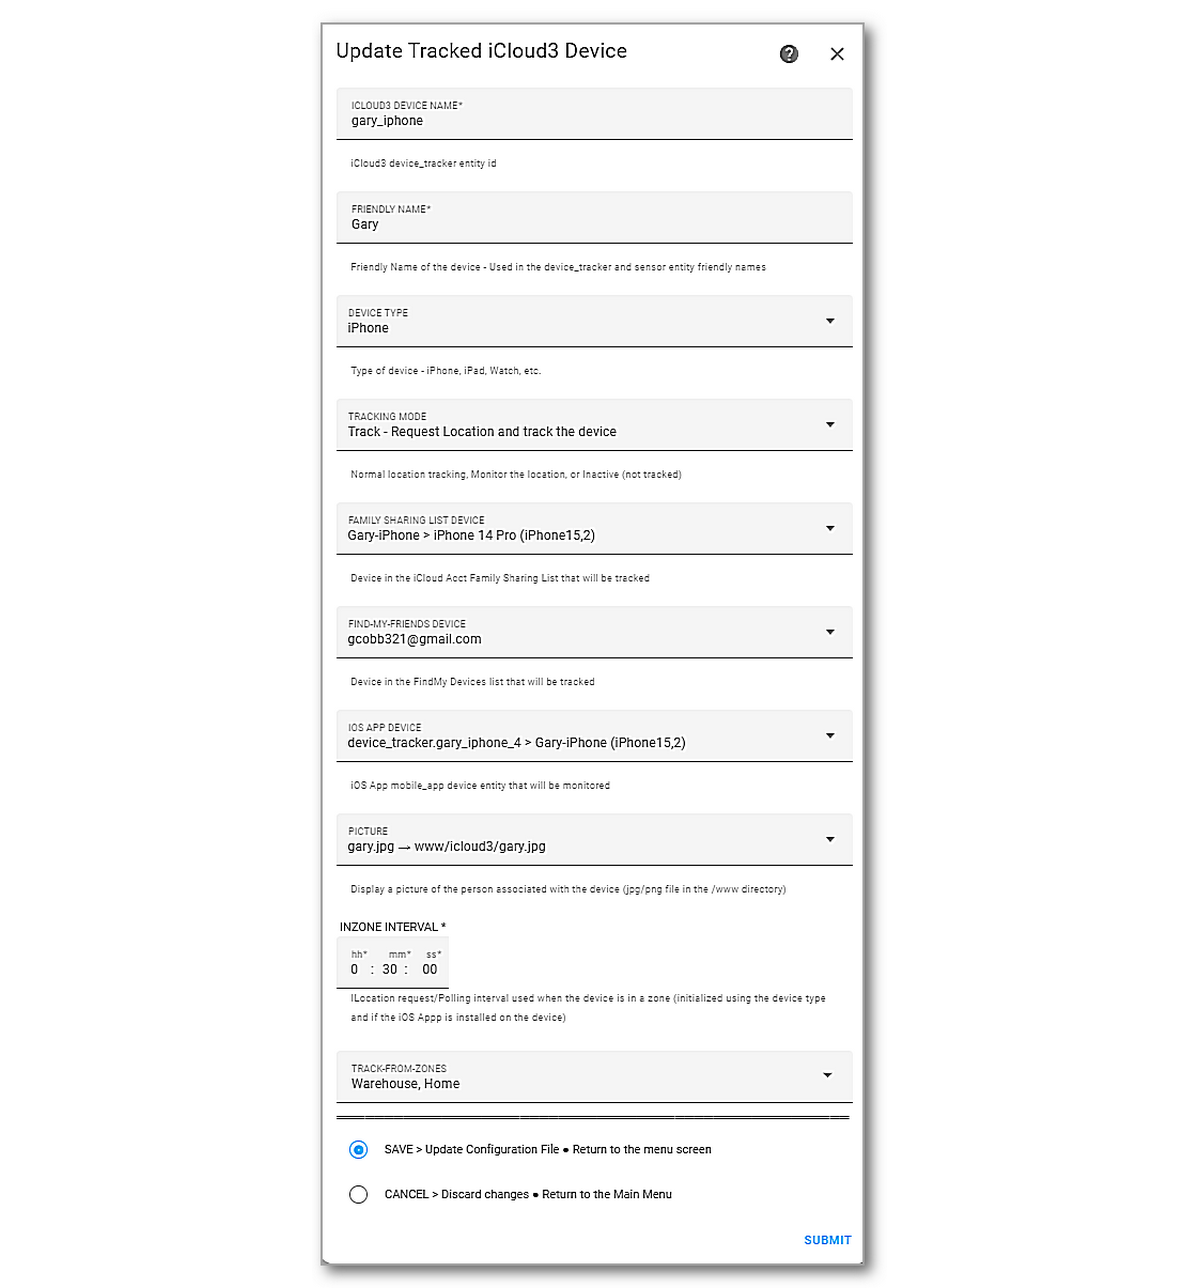 Update Tracked iCloud3 Device
ICLOUD3 DEVICE NAME*
gary_iphone
iCloud3 device_tracker entity id
FRIENDLY NAME*
Gary
Friendly Name of the device - Used in the device_tracker and sensor entity friendly names
DEVICE TYPE
iPhone
Type of device - iPhone, iPad, Watch, etc.
TRACKING MODE
Track - Request Location and track the device
Normal location tracking, Monitor the location, or Inactive (not tracked)
FAMILY SHARING LIST DEVICE
Gary-iPhone > iPhone 14 Pro (iPhone15,2)
Device in the iCloud Acct Family Sharing List that will be tracked
FIND-MY-FRIENDS DEVICE
gcobb321@gmail.com
Device in the FindMy Devices list that will be tracked
IOS APP DEVICE
device_tracker.gary_iphone_4 > Gary-iPhone (iPhone15,2)
iOS App mobile_app device entity that will be monitored
PICTURE
gary.jpg → www/icloud3/gary.jpg
Display a picture of the person associated with the device (jpg/png file in the /www directory)
INZONE INTERVAL *
hh* mm* ss*
0 : 30 : 00
ILocation request/Polling interval used when the device is in a zone (initialized using the device type
and if the iOS Appp is installed on the device)
TRACK-FROM-ZONES
Warehouse, Home
SAVE > Update Configuration File ● Return to the menu screen
CANCEL > Discard changes ● Return to the Main Menu
SUBMIT